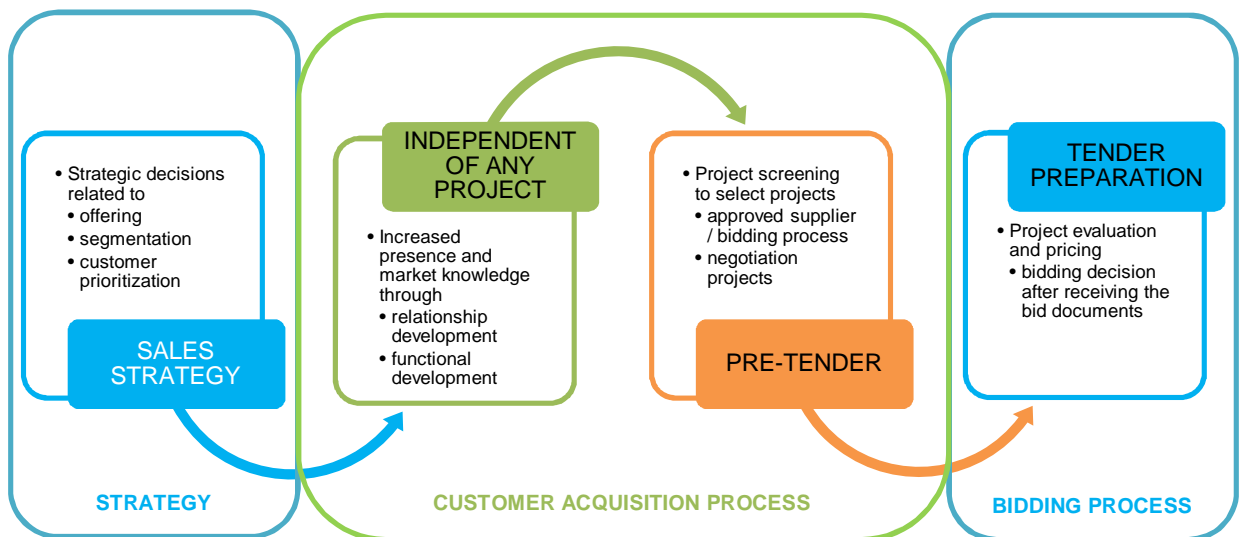 • Strategic decisions
related to
• offering
• segmentation
• customer
prioritization
SALES
STRATEGY
INDEPENDENT
OF ANY
PROJECT
• Increased
presence and
market knowledge
through
• relationship
development
• functional
development
• Project screening
to select projects
• approved supplier
/ bidding process
• negotiation
projects
PRE-TENDER
TENDER
PREPARATION
• Project evaluation
and pricing
• bidding decision
after receiving the
bid documents
STRATEGY
CUSTOMER ACQUISITION PROCESS
BIDDING PROCESS